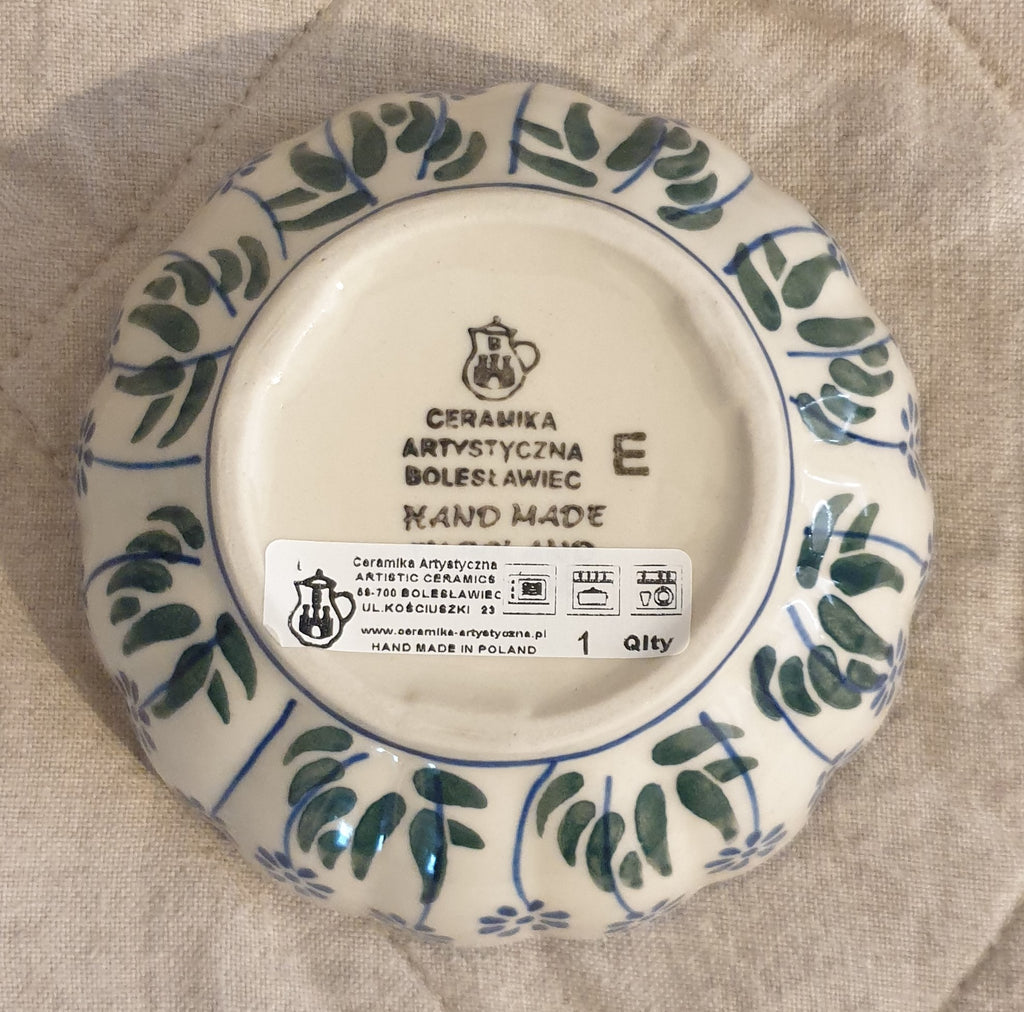 B
CERAMIKA
ARTYSTYCZNA
BOLESŁAWIEC
E
HAND MADE
Ceramika Artystyczna
ARTISTIC CERAMICS
59-700 BOLESŁAWIEC
UL.KOŚCIUSZKI 23
www.ceramika-artystyczna.pl
HAND MADE IN POLAND
1 Qlty